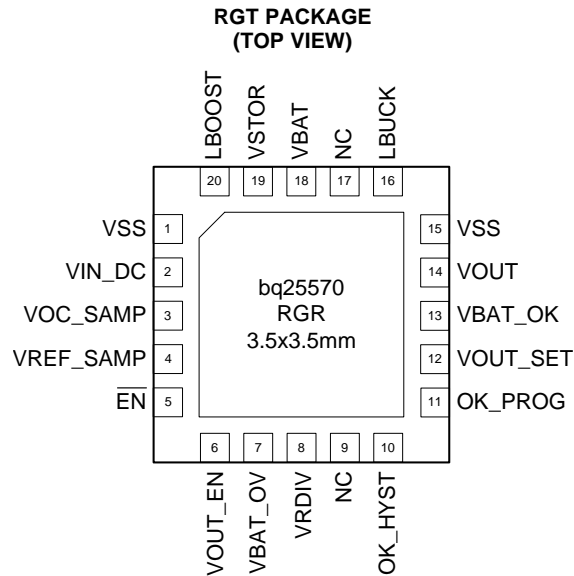 RGT PACKAGE
(TOP VIEW)
LBOOST
VSTOR
VBAT
NC
LBUCK
20 19 18 17 16
VSS 1
VIN_DC 2
VOC_SAMP 3
VREF_SAMP 4
EN 5
bq25570
RGR
3.5x3.5mm
15 VSS
14 VOUT
13 VBAT_OK
12 VOUT_SET
11 OK_PROG
6 7 8 9 10
VOUT_EN
VBAT_OV
VRDIV
NC
OK_HYST